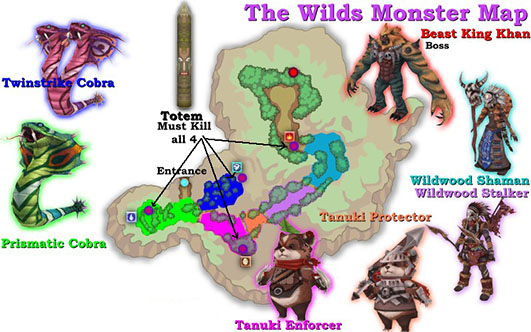 The Wilds Monster Map
Beast King Khan
Boss
Twinstrike Cobra
Totem
Must Kill
all 4
Entrance
Wildwood Shaman
Wildwood Stalker
Tanuki Protector
Prismatic Cobra
Tanuki Enforcer